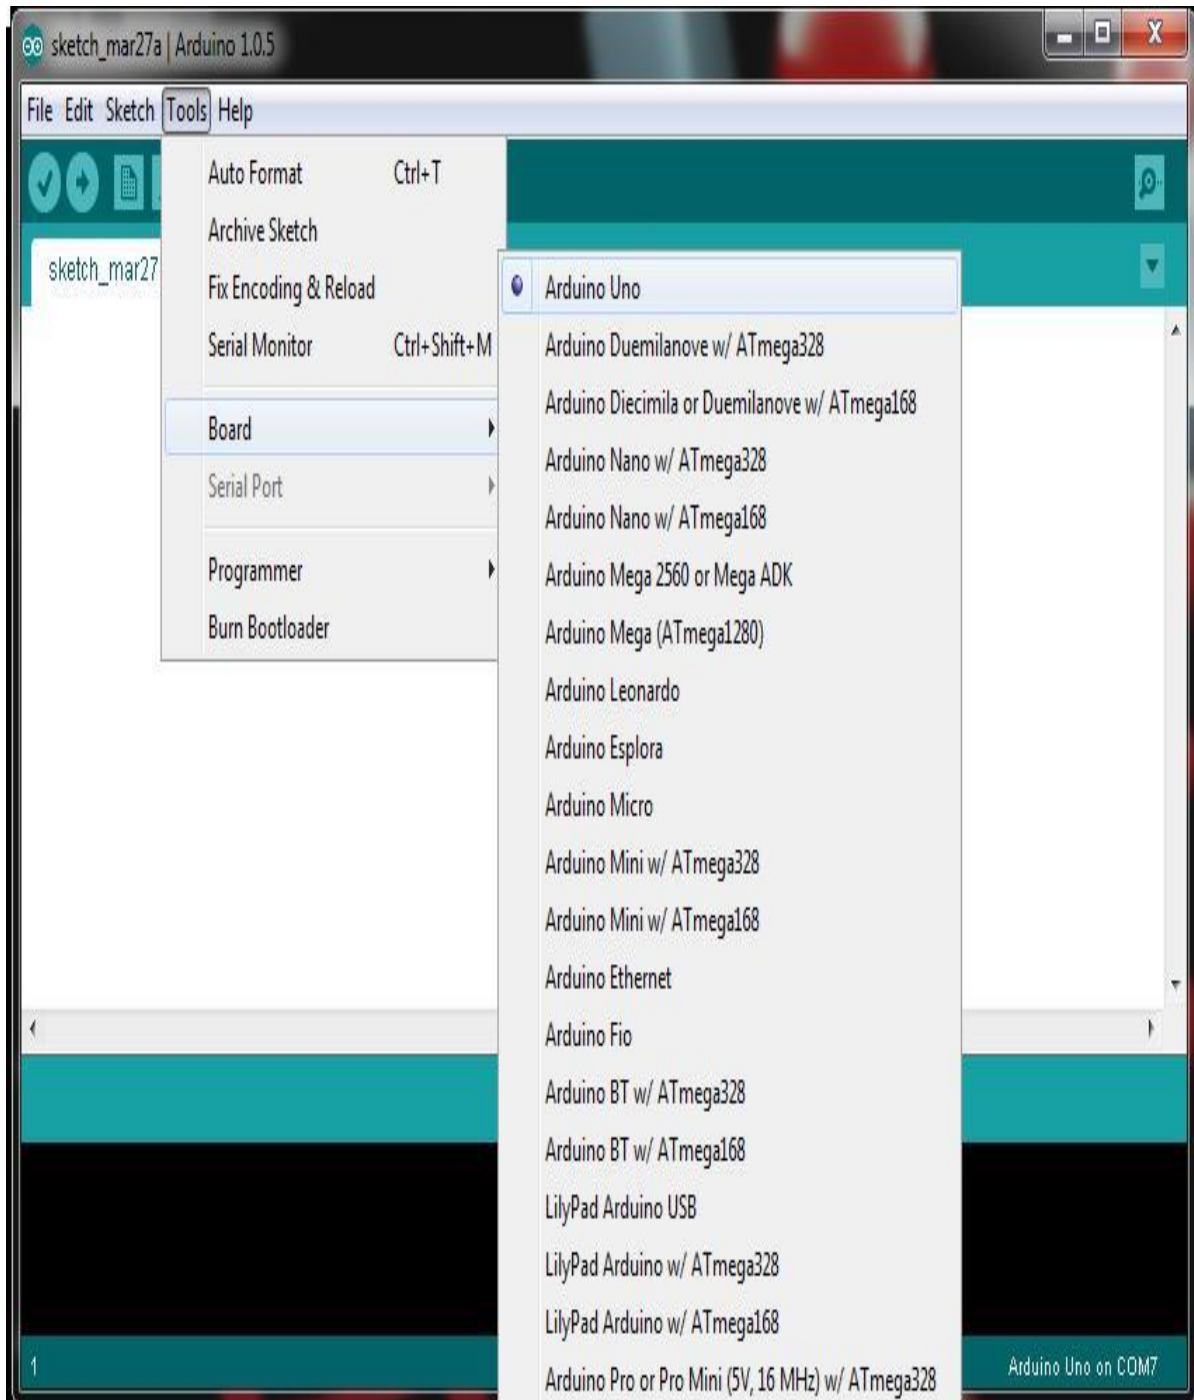 sketch_mar27a | Arduino 1.0.5
File Edit Sketch Tools Help
Auto Format Ctrl+T
Archive Sketch
sketch_mar27
Fix Encoding & Reload
Serial Monitor Ctrl+Shift+M
Board
Serial Port
Programmer
Burn Bootloader
Arduino Uno
Arduino Duemilanove w/ ATmega328
Arduino Diecimila or Duemilanove w/ ATmega168
Arduino Nano w/ ATmega328
Arduino Nano w/ ATmega168
Arduino Mega 2560 or Mega ADK
Arduino Mega (ATmega1280)
Arduino Leonardo
Arduino Esplora
Arduino Micro
Arduino Mini w/ ATmega328
Arduino Mini w/ ATmega168
Arduino Ethernet
Arduino Fio
Arduino BT w/ ATmega328
Arduino BT w/ ATmega168
LilyPad Arduino USB
LilyPad Arduino w/ ATmega328
LilyPad Arduino w/ ATmega168
Arduino Pro or Pro Mini (5V, 16 MHz) w/ ATmega328
1
Arduino Uno on COM7